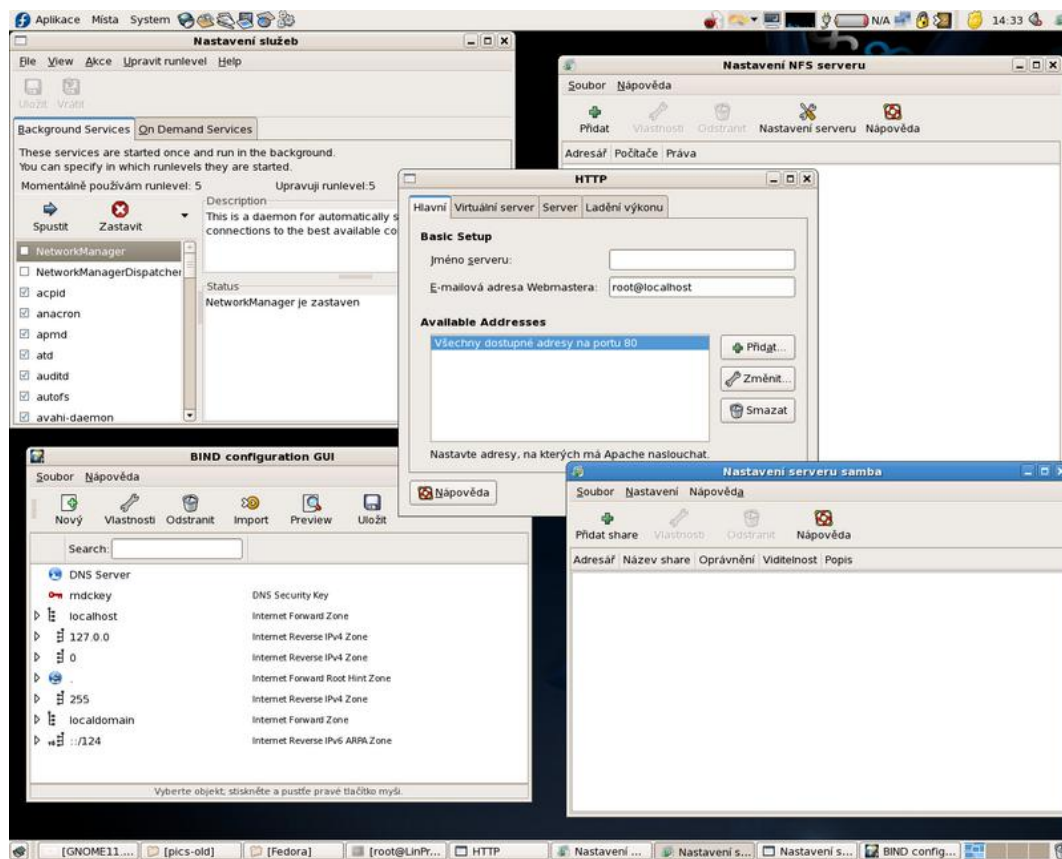 Aplikace Místa System N/A 14:33
Nastavení služeb
File View Akce Upravit runlevel Help
Uložit Vrátit
Background Services On Demand Services
These services are started once and run in the background.
You can specify in which runlevels they are started.
Momentálně používám runlevel: 5 Upravuji runlevel:5
Spustit Zastavit
Description
This is a daemon for automatically s
connections to the best available co
NetworkManager
NetworkManagerDispatcher
acpid
anacron
apmd
atd
auditd
autofs
avahi-daemon
Status
NetworkManager je zastaven
Nastavení NFS serveru
Soubor Nápověda
Přidat Vlastnosti Odstranit Nastavení serveru Nápověda
Adresář Počítače Práva
HTTP
Hlavní Virtuální server Server Ladění výkonu
Basic Setup
Jméno serveru:
E-mailová adresa Webmastera: root@localhost
Available Addresses
Všechny dostupné adresy na portu 80
Přidat...
Změnit...
Smazat
Nastavte adresy, na kterých má Apache naslouchat.
Nápověda
BIND configuration GUI
Soubor Nápověda
Nový Vlastnosti Odstranit Import Preview Uložit
Search:
DNS Server
rndckey DNS Security Key
localhost Internet Forward Zone
127.0.0 Internet Reverse IPv4 Zone
0 Internet Reverse IPv4 Zone
. Internet Forward Root Hint Zone
255 Internet Reverse IPv4 Zone
localdomain Internet Forward Zone
::/124 Internet Reverse IPv6 ARPA Zone
Vyberte objekt, stiskněte a pusťte pravé tlačítko myši.
Nastavení serveru samba
Soubor Nastavení Nápověda
Přidat share Vlastnosti Odstranit Nápověda
Adresář Název share Oprávnění Viditelnost Popis
[GNOME11.... [pics-old] [Fedora] [root@LinPr... HTTP Nastavení ... Nastavení s... Nastavení s... BIND config...